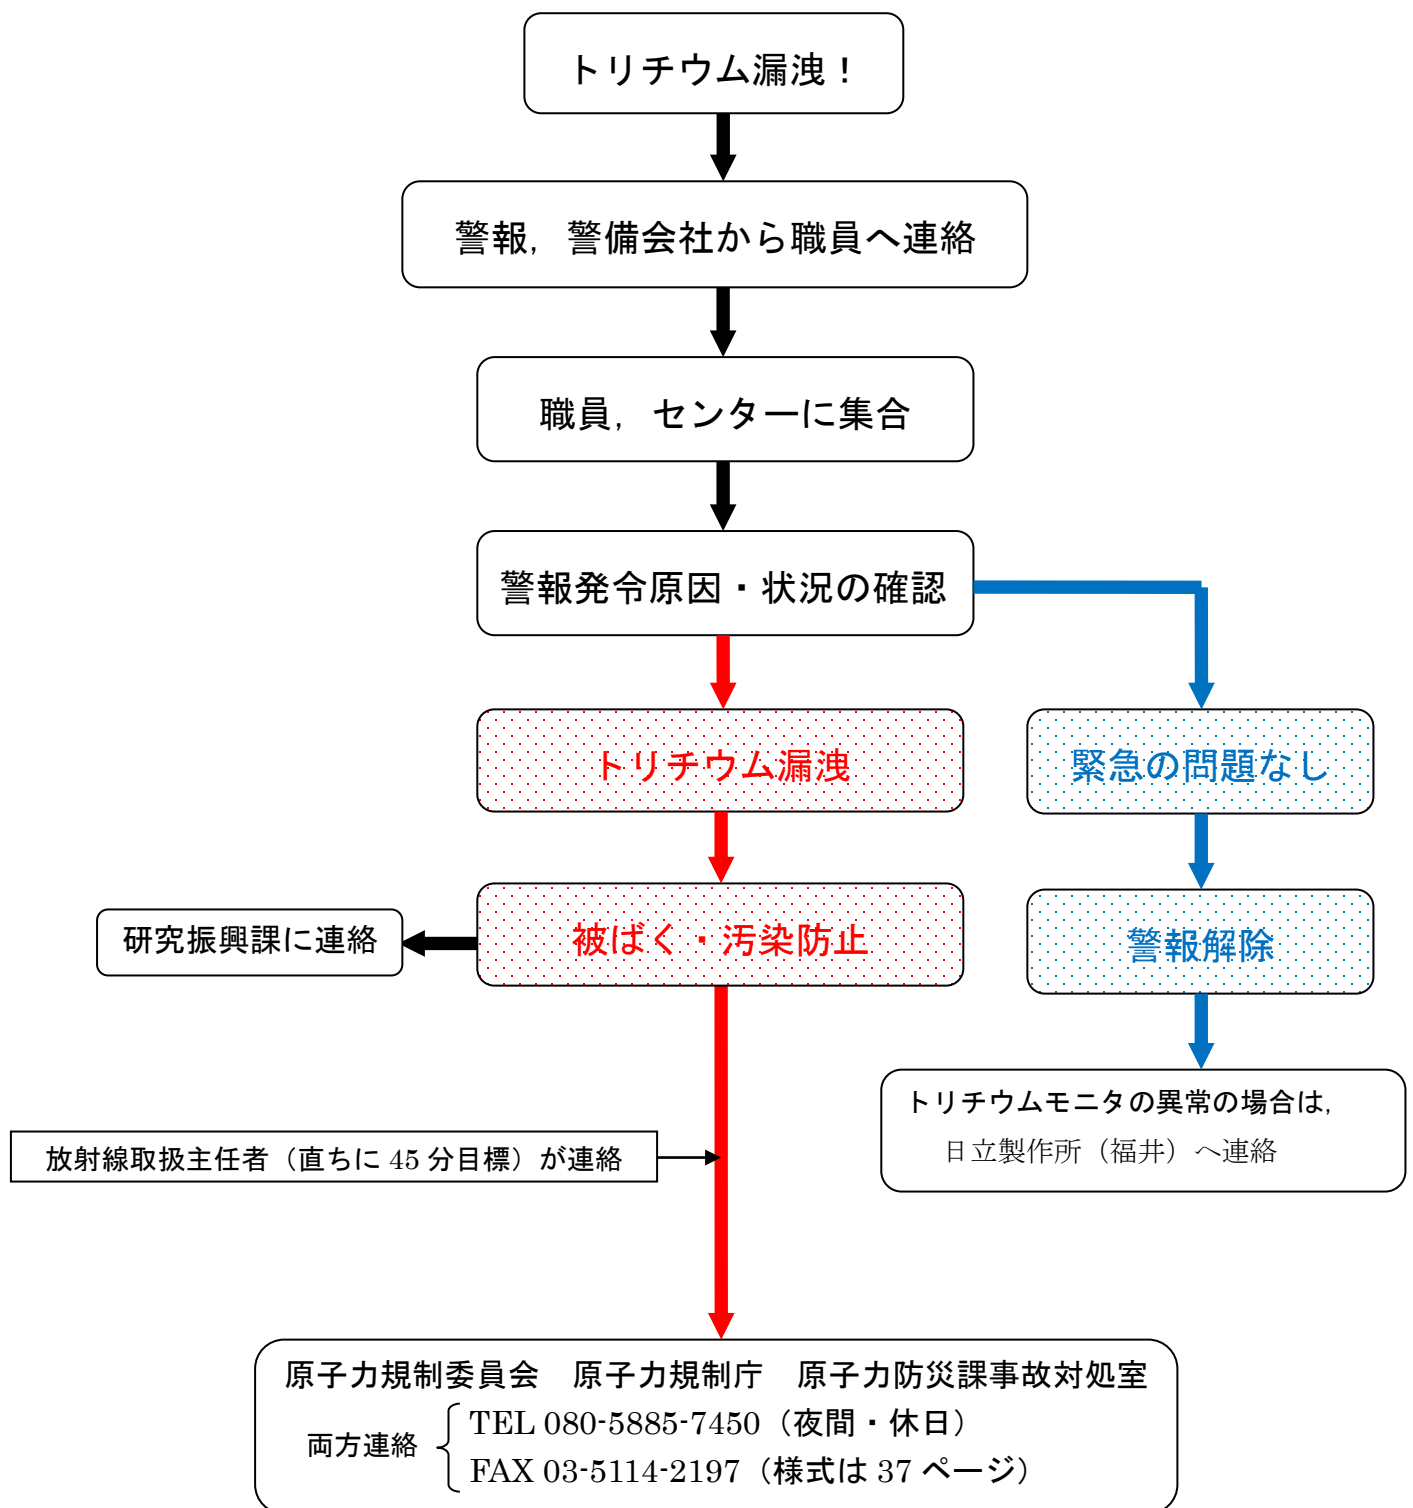 トリチウム漏洩！
警報，警備会社から職員へ連絡
職員，センターに集合
警報発令原因・状況の確認
トリチウム漏洩
緊急の問題なし
被ばく・汚染防止
研究振興課に連絡
警報解除
トリチウムモニタの異常の場合は，
日立製作所（福井）へ連絡
放射線取扱主任者（直ちに 45 分目標）が連絡
原子力規制委員会　原子力規制庁　原子力防災課事故対処室
両方連絡
TEL 080-5885-7450（夜間・休日）
FAX 03-5114-2197（様式は 37 ページ）